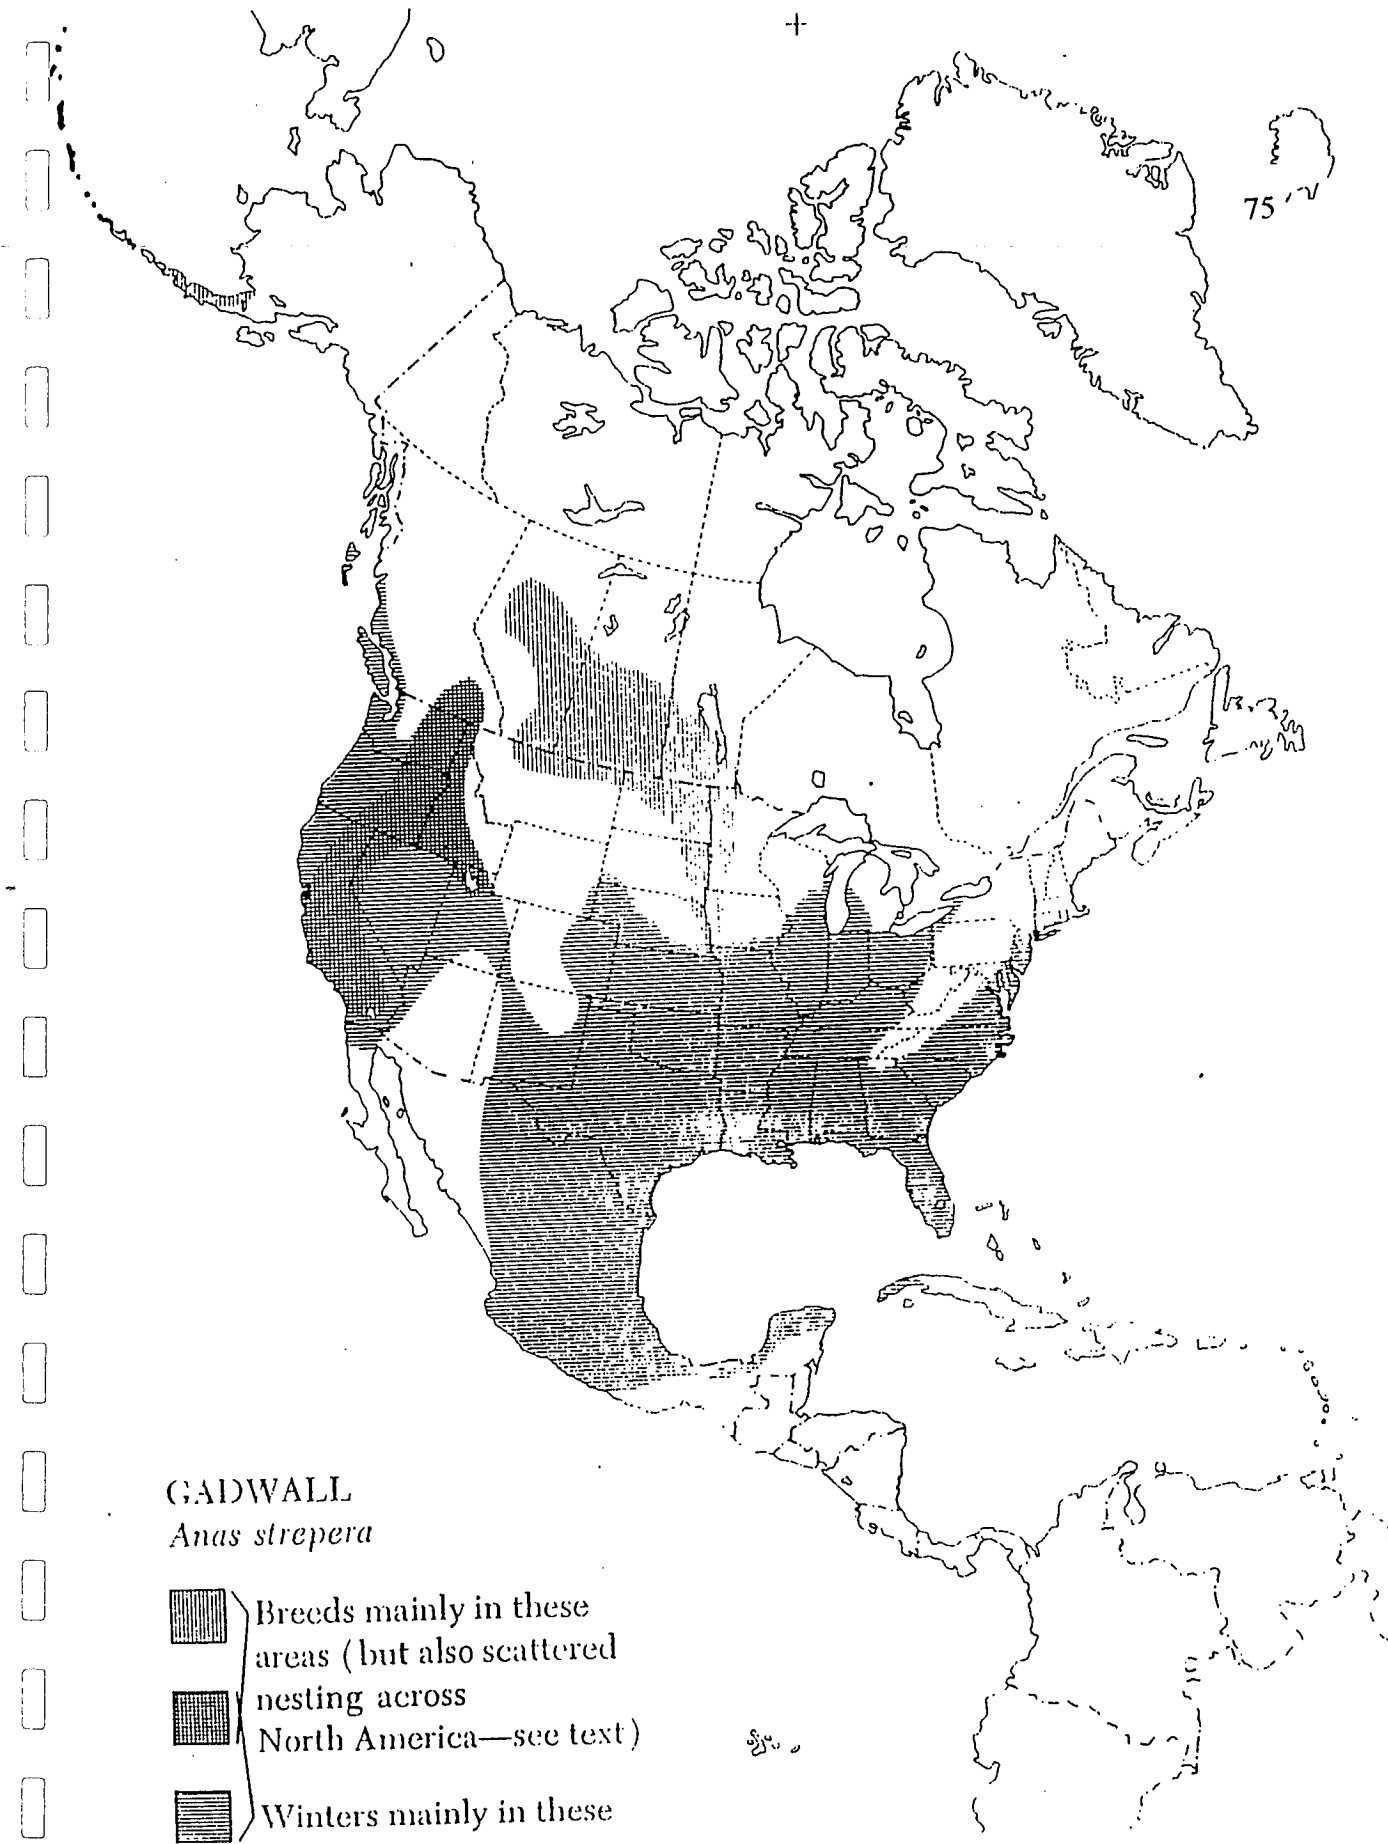 75
GADWALL
Anas strepera
Breeds mainly in these
areas (but also scattered
nesting across
North America—see text)
Winters mainly in these